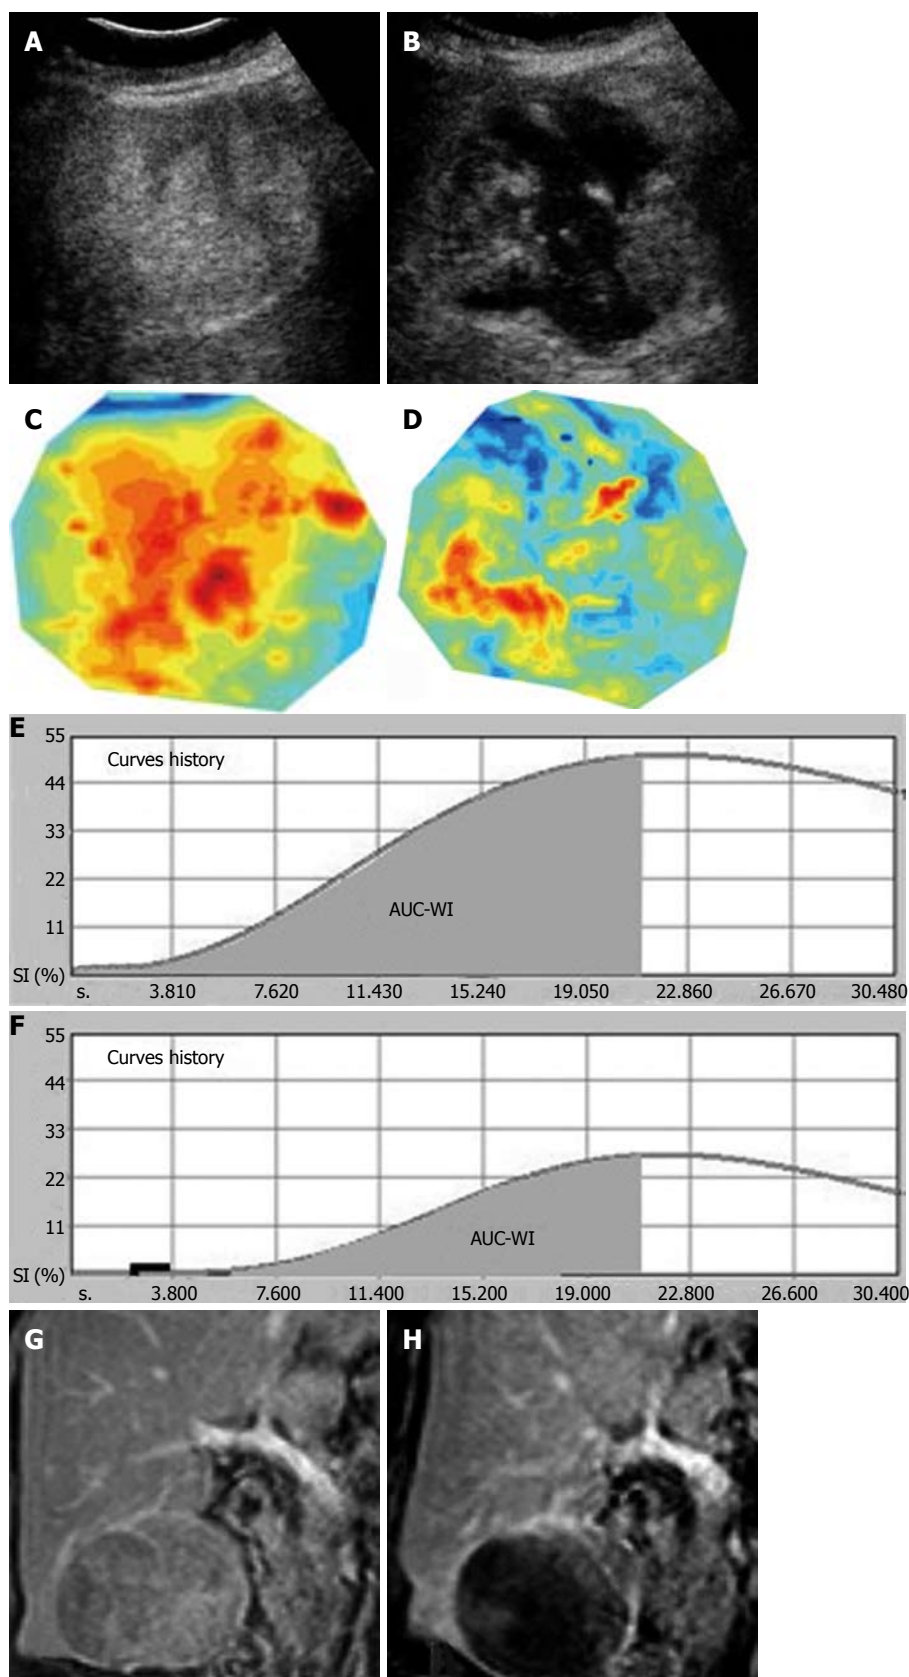 A
B
C
D
E
55
Curves history
44
33
22
AUC-WI
11
SI (%)
s. 3.810 7.620 11.430 15.240 19.050 22.860 26.670 30.480
F
55
Curves history
44
33
22
11
AUC-WI
SI (%)
s. 3.800 7.600 11.400 15.200 19.000 22.800 26.600 30.400
G
H